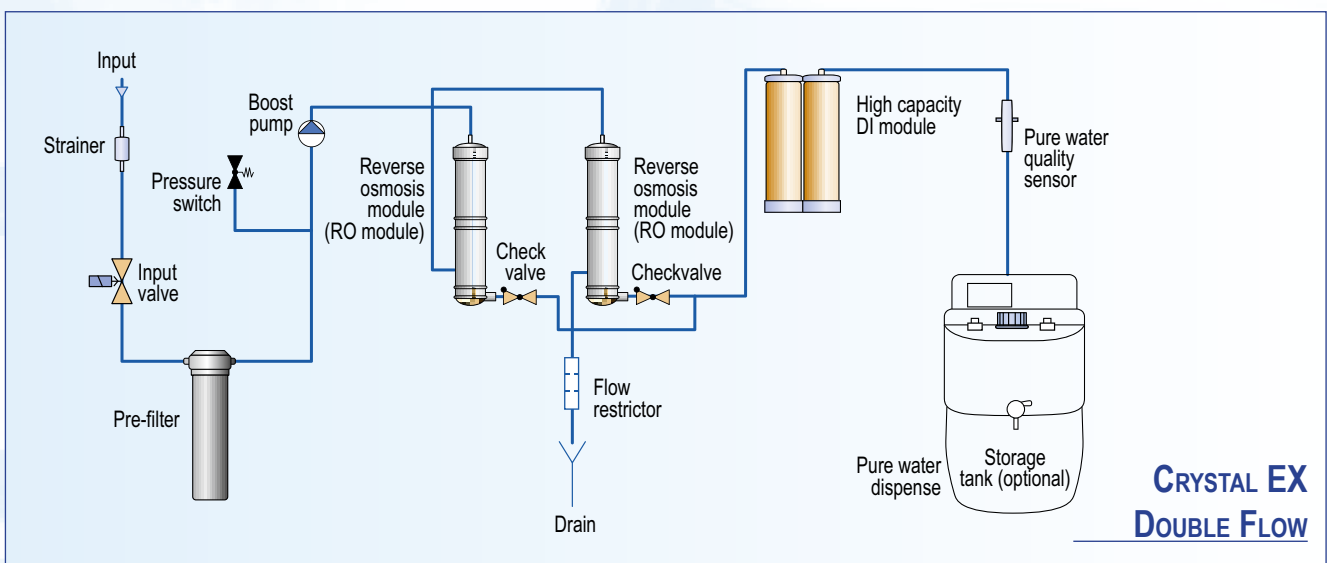 Input
Strainer
Pressure
switch
Boost
pump
Input
valve
Pre-filter
Reverse
osmosis
module
(RO module)
Check
valve
Reverse
osmosis
module
(RO module)
Checkvalve
Flow
restrictor
Drain
High capacity
DI module
Pure water
quality
sensor
Pure water
dispense
Storage
tank (optional)
CRYSTAL EX
DOUBLE FLOW